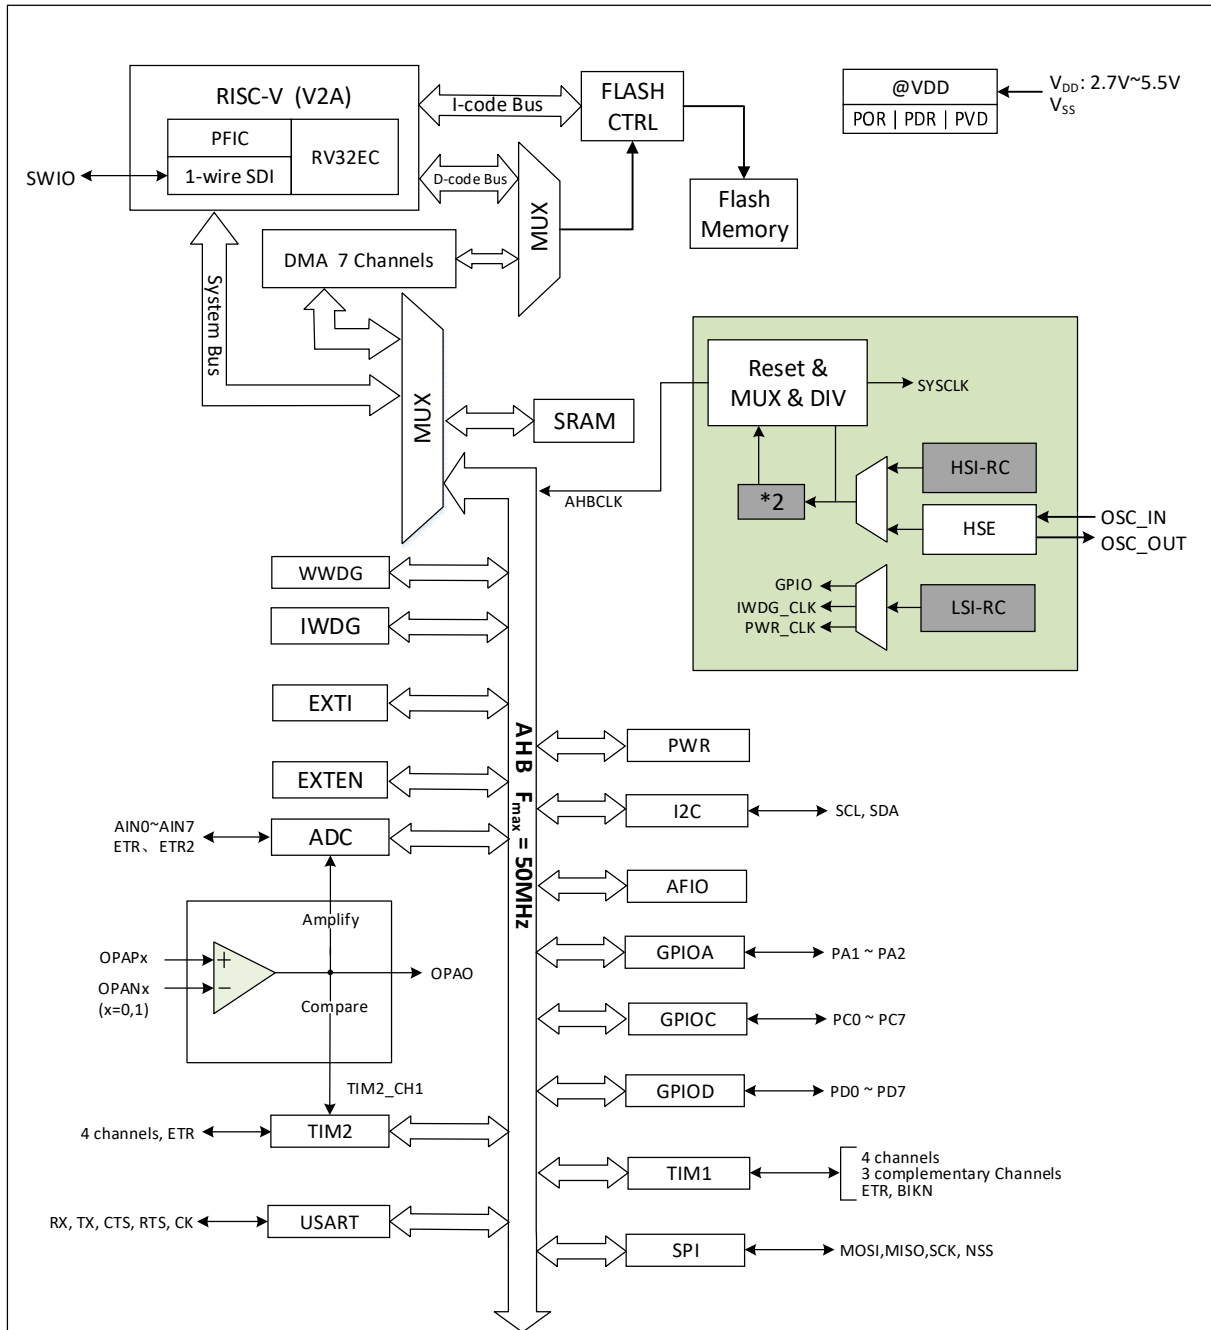 RISC-V (V2A)
PFIC
1-wire SDI
RV32EC
SWIO
I-code Bus
D-code Bus
FLASH
CTRL
Flash
Memory
MUX
@VDD
POR | PDR | PVD
VDD: 2.7V~5.5V
VSS
DMA 7 Channels
System Bus
MUX
SRAM
Reset &
MUX & DIV
SYSCLK
AHBCLK
*2
HSI-RC
HSE
OSC_IN
OSC_OUT
GPIO
IWDG_CLK
PWR_CLK
LSI-RC
WWDG
IWDG
EXTI
EXTEN
AIN0~AIN7
ETR、 ETR2
ADC
Amplify
OPAPx
OPANx
(x=0,1)
+
−
OPAO
Compare
TIM2_CH1
4 channels, ETR
TIM2
RX, TX, CTS, RTS, CK
USART
AHB Fmax = 50MHz
PWR
I2C
SCL, SDA
AFIO
GPIOA
PA1 ~ PA2
GPIOC
PC0 ~ PC7
GPIOD
PD0 ~ PD7
TIM1
4 channels
3 complementary Channels
ETR, BIKN
SPI
MOSI,MISO,SCK, NSS